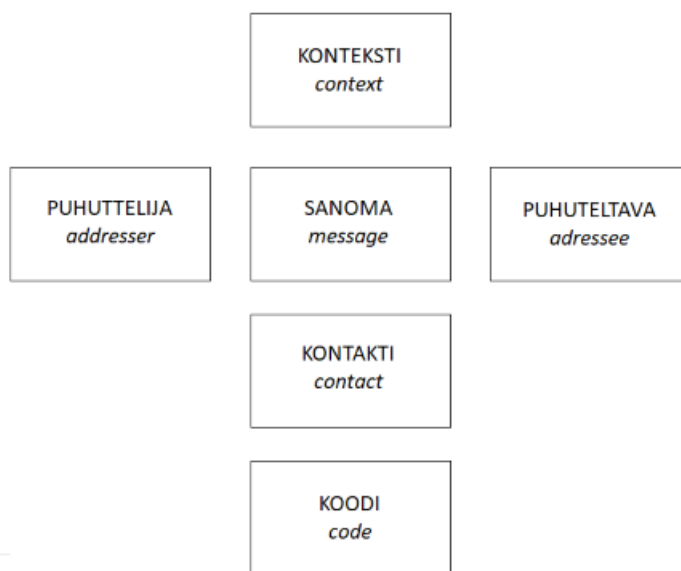 KONTEKSTI
context
PUHUTTELIJA
addresser
SANOMA
message
PUHUTELTAVA
adressee
KONTAKTI
contact
KOODI
code